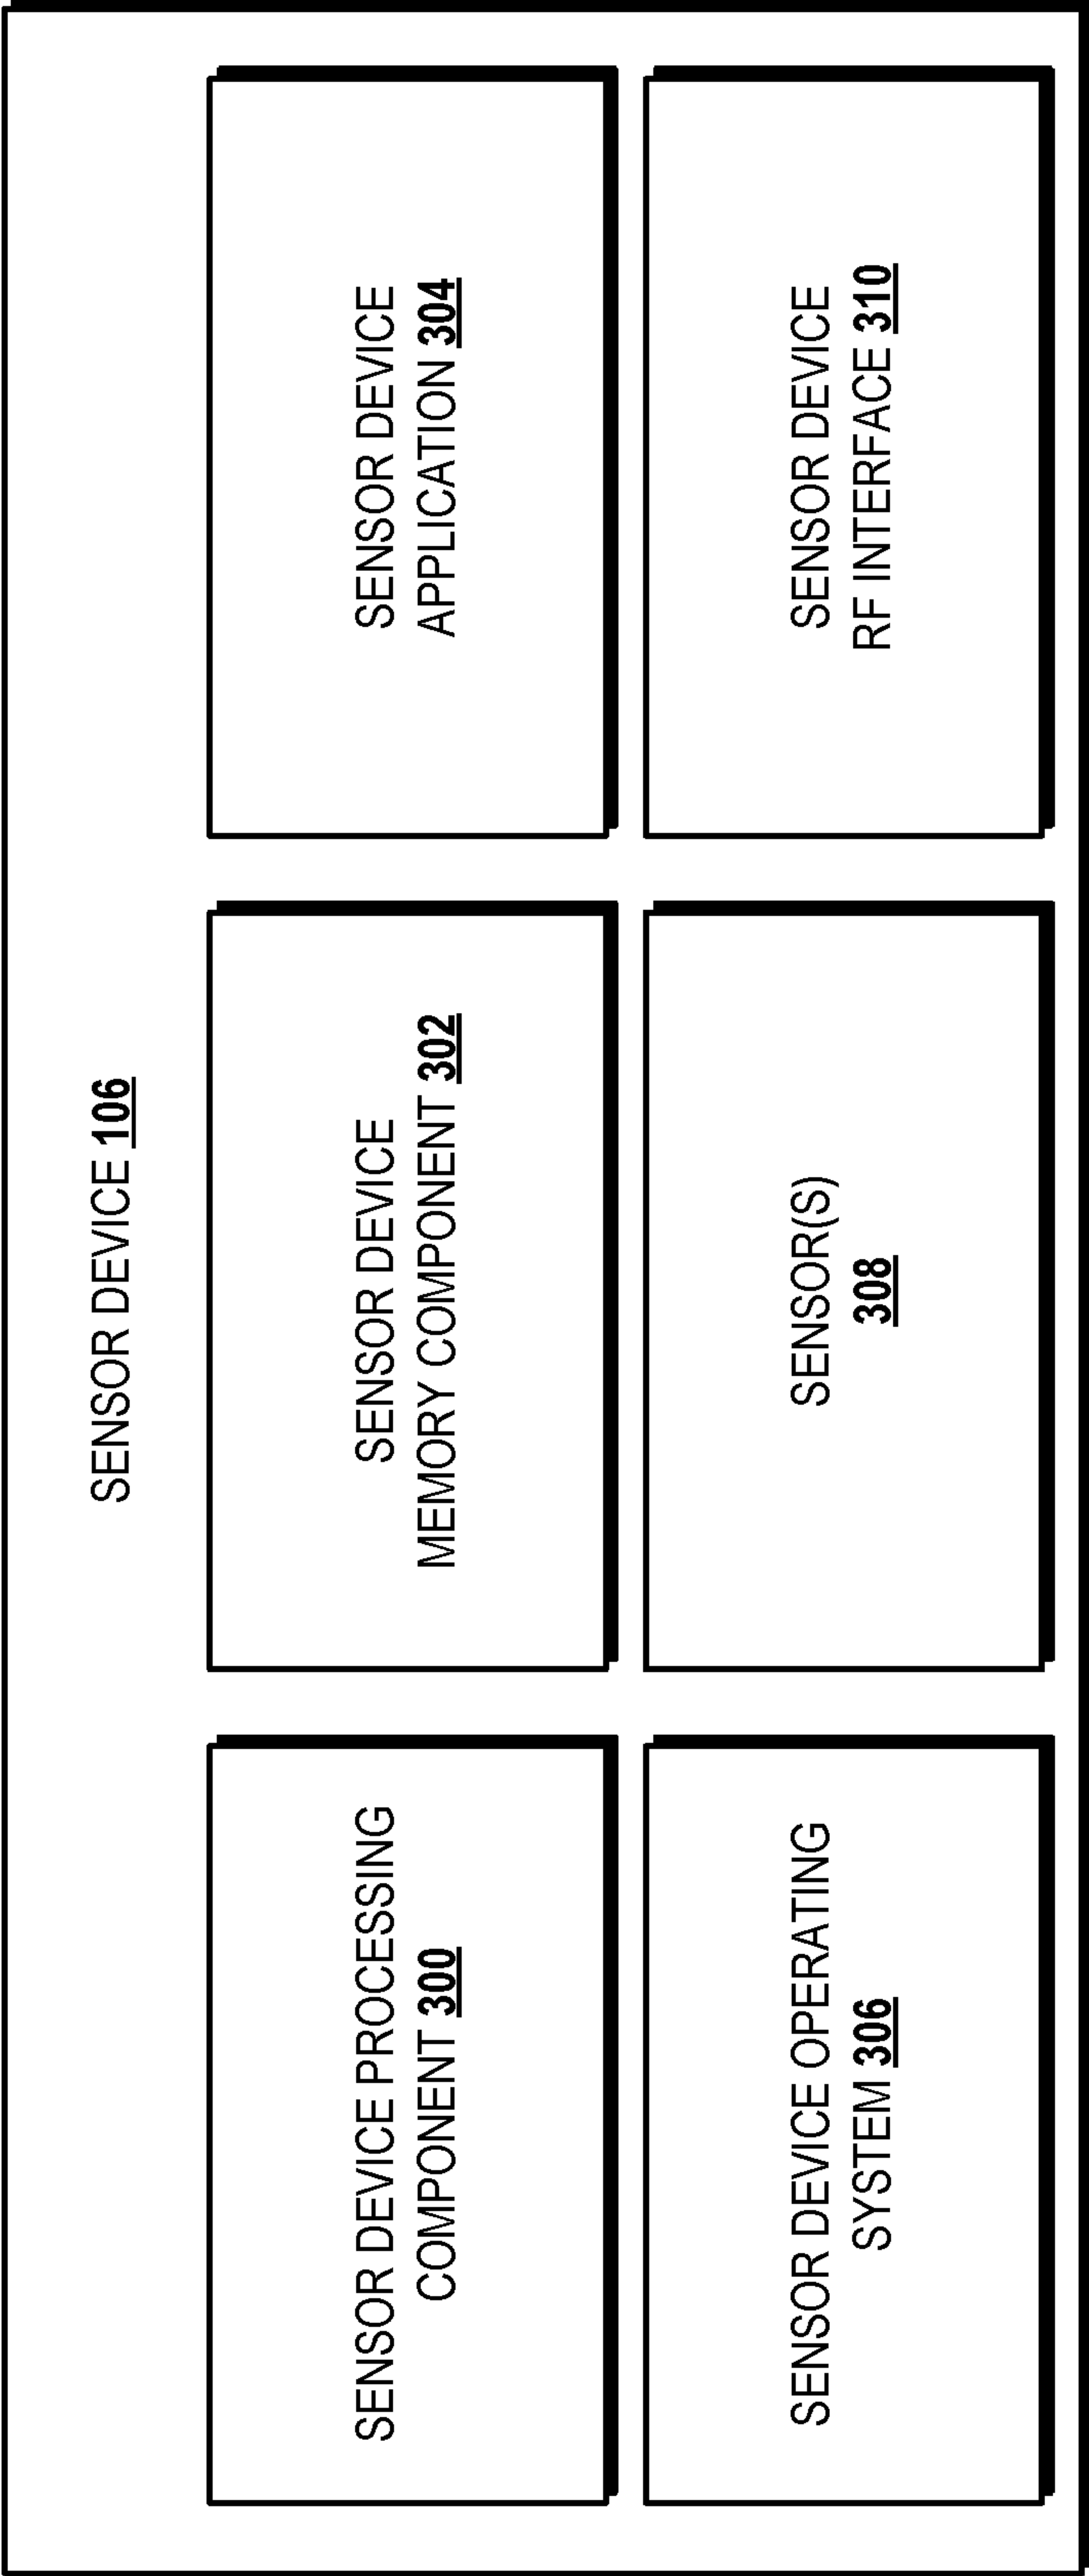 SENSOR DEVICE 106
SENSOR DEVICE PROCESSING
COMPONENT 300
SENSOR DEVICE
MEMORY COMPONENT 302
SENSOR DEVICE
APPLICATION 304
SENSOR DEVICE OPERATING
SYSTEM 306
SENSOR(S)
308
SENSOR DEVICE
RF INTERFACE 310